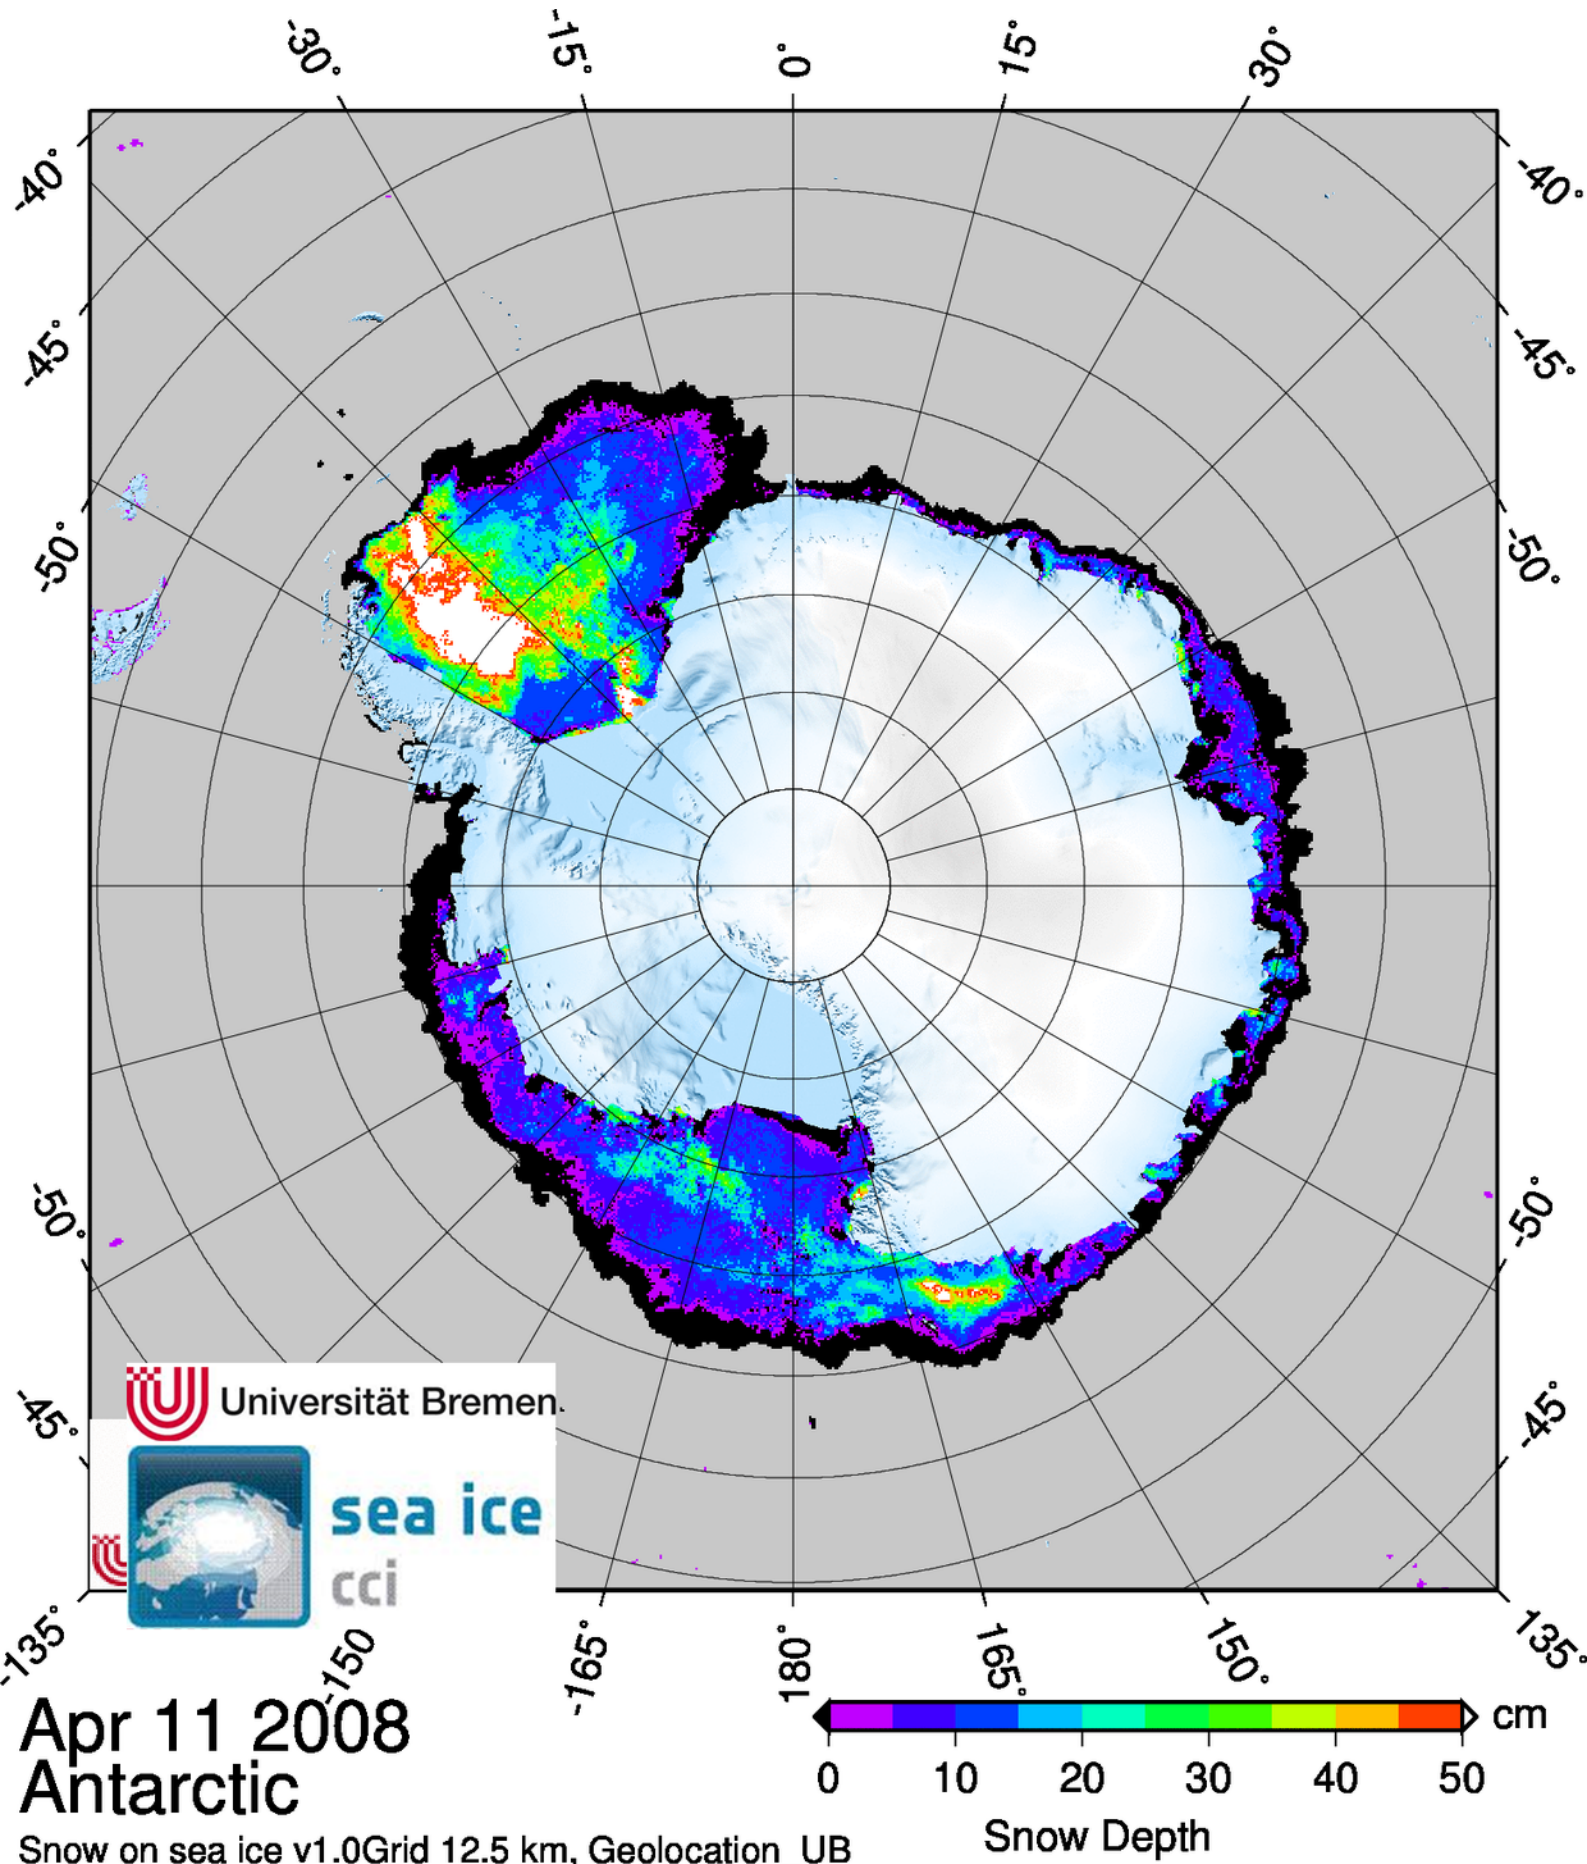 -30° -15° 0° 15° 30°
-40° -40°
-45° -45°
-50° -50°
-50° -50°
-45° -45°
Universität Bremen
sea ice
cci
-135° -150 -165° 180° 165° 150° 135°
Apr 11 2008
Antarctic
Snow on sea ice v1.0Grid 12.5 km, Geolocation UB
cm
0 10 20 30 40 50
Snow Depth